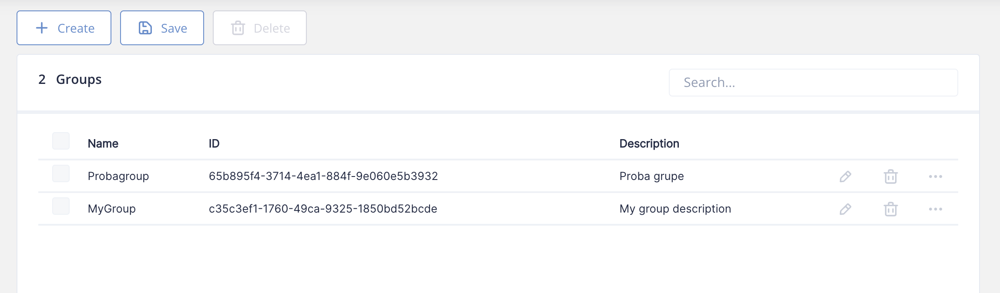 Create Save Delete
2 Groups Search...
Name ID Description
Probagroup 65b895f4-3714-4ea1-884f-9e060e5b3932 Proba grupe
MyGroup c35c3ef1-1760-49ca-9325-1850bd52bcde My group description